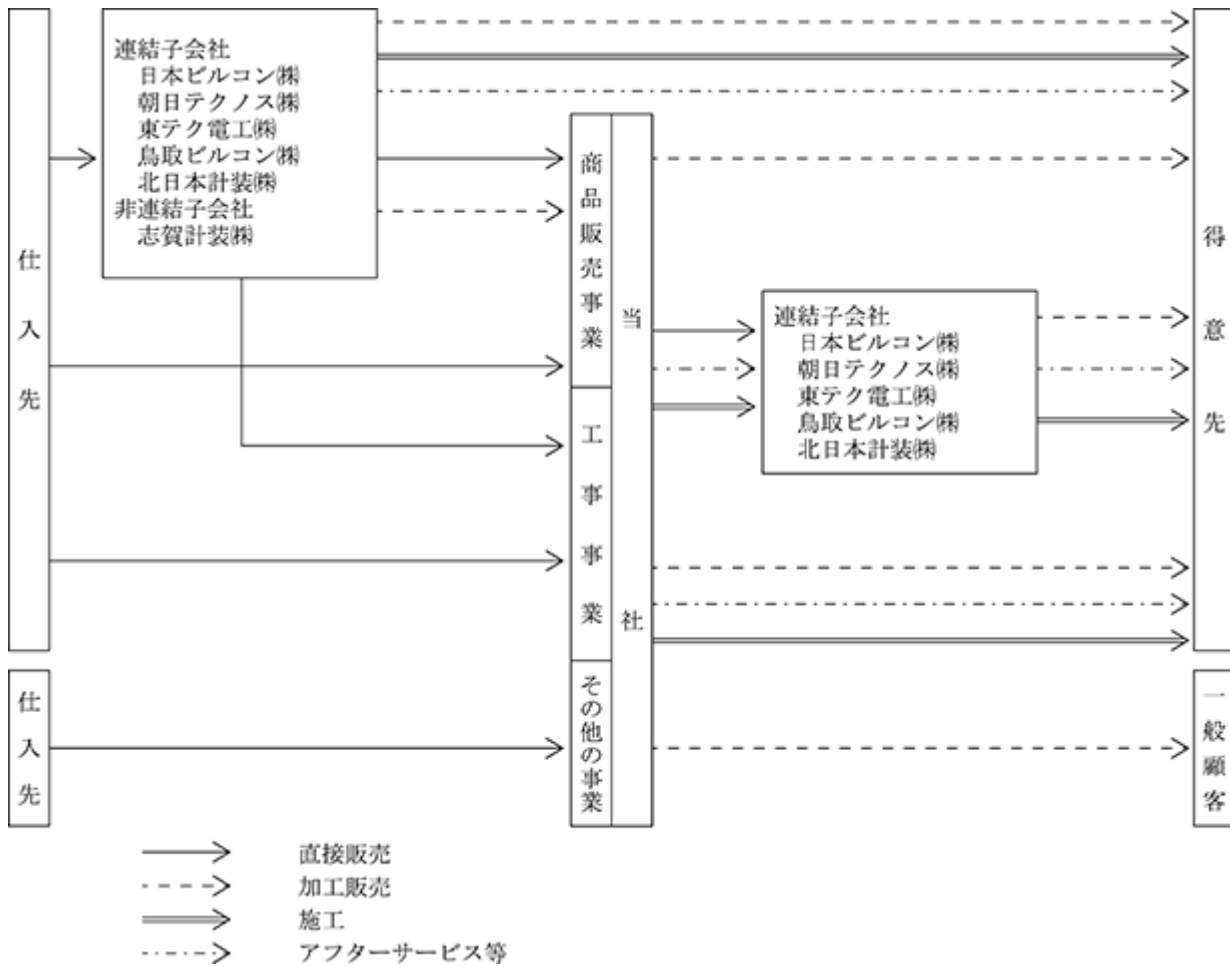 仕入先
連結子会社
日本ビルコン㈱
朝日テクノス㈱
東テク電工㈱
鳥取ビルコン㈱
北日本計装㈱
非連結子会社
志賀計装㈱
商品販売事業
工事事業
その他の事業
当社
連結子会社
日本ビルコン㈱
朝日テクノス㈱
東テク電工㈱
鳥取ビルコン㈱
北日本計装㈱
得意先
仕入先
一般顧客
直接販売
加工販売
施工
アフターサービス等